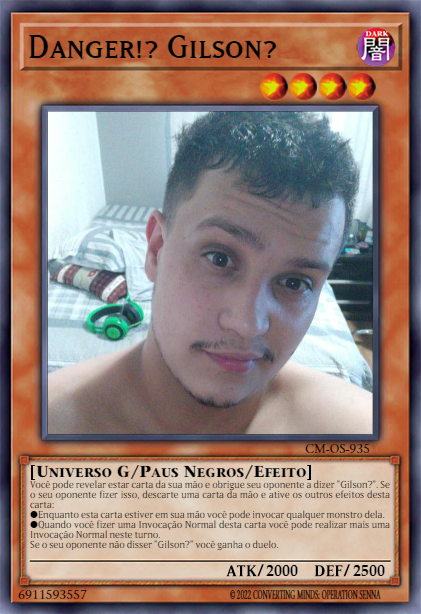 Danger!? Gilson?
DARK
闇
CM-OS-935
[Universo G/Paus Negros/Efeito]
Você pode revelar estar carta da sua mão e obrigue seu oponente a dizer "Gilson?". Se
o seu oponente fizer isso, descarte uma carta da mão e ative os outros efeitos desta
carta:
●Enquanto esta carta estiver em sua mão você pode invocar qualquer monstro dela.
●Quando você fizer uma Invocação Normal desta carta você pode realizar mais uma
Invocação Normal neste turno.
Se o seu oponente não disser "Gilson?" você ganha o duelo.
ATK/2000 DEF/2500
6911593557
©2022 CONVERTING MINDS: OPERATION SENNA